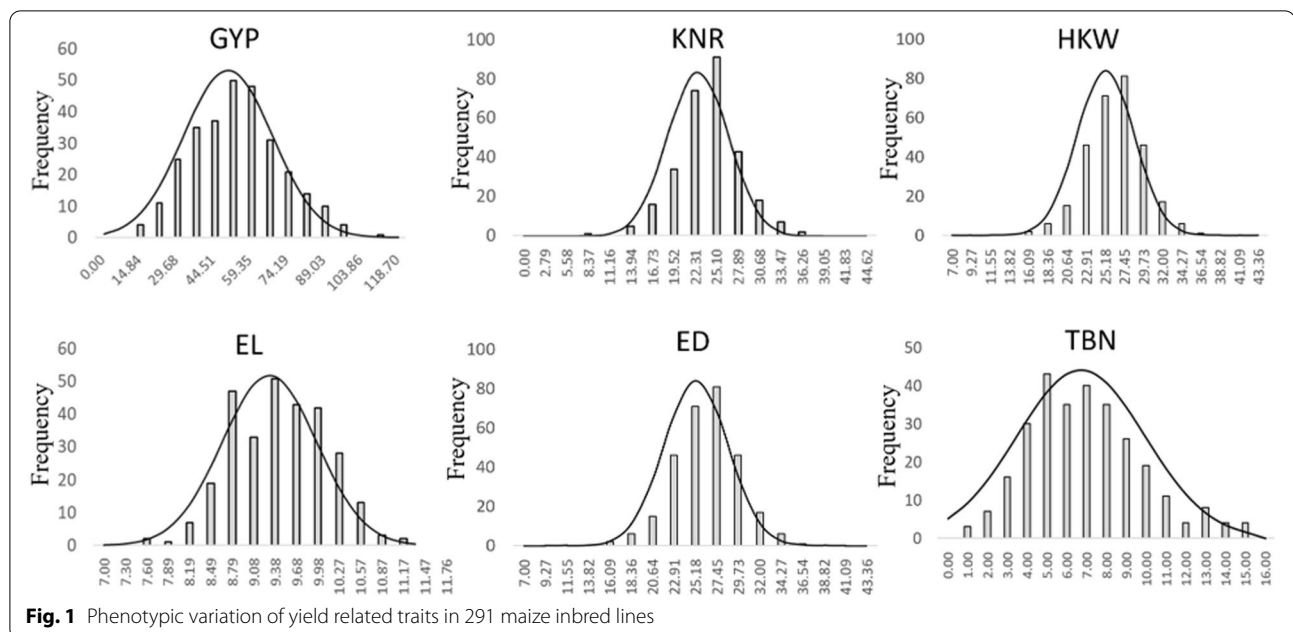 GYP
60
50
40
30
20
10
0
Frequency
0.00 14.84 29.68 44.51 59.35 74.19 89.03 103.86 118.70
KNR
100
80
60
40
20
0
Frequency
0.00 2.79 5.58 8.37 11.16 13.94 16.73 19.52 22.31 25.10 27.89 30.68 33.47 36.26 39.05 41.83 44.62
HKW
100
80
60
40
20
0
Frequency
7.00 9.27 11.55 13.82 16.09 18.36 20.64 22.91 25.18 27.45 29.73 32.00 34.27 36.54 38.82 41.09 43.36
EL
60
50
40
30
20
10
0
Frequency
7.00 7.30 7.60 7.89 8.19 8.49 8.79 9.08 9.38 9.68 9.98 10.27 10.57 10.87 11.17 11.47 11.76
ED
100
80
60
40
20
0
Frequency
7.00 9.27 11.55 13.82 16.09 18.36 20.64 22.91 25.18 27.45 29.73 32.00 34.27 36.54 38.82 41.09 43.36
TBN
50
40
30
20
10
0
Frequency
0.00 1.00 2.00 3.00 4.00 5.00 6.00 7.00 8.00 9.00 10.00 11.00 12.00 13.00 14.00 15.00 16.00
Fig. 1 Phenotypic variation of yield related traits in 291 maize inbred lines